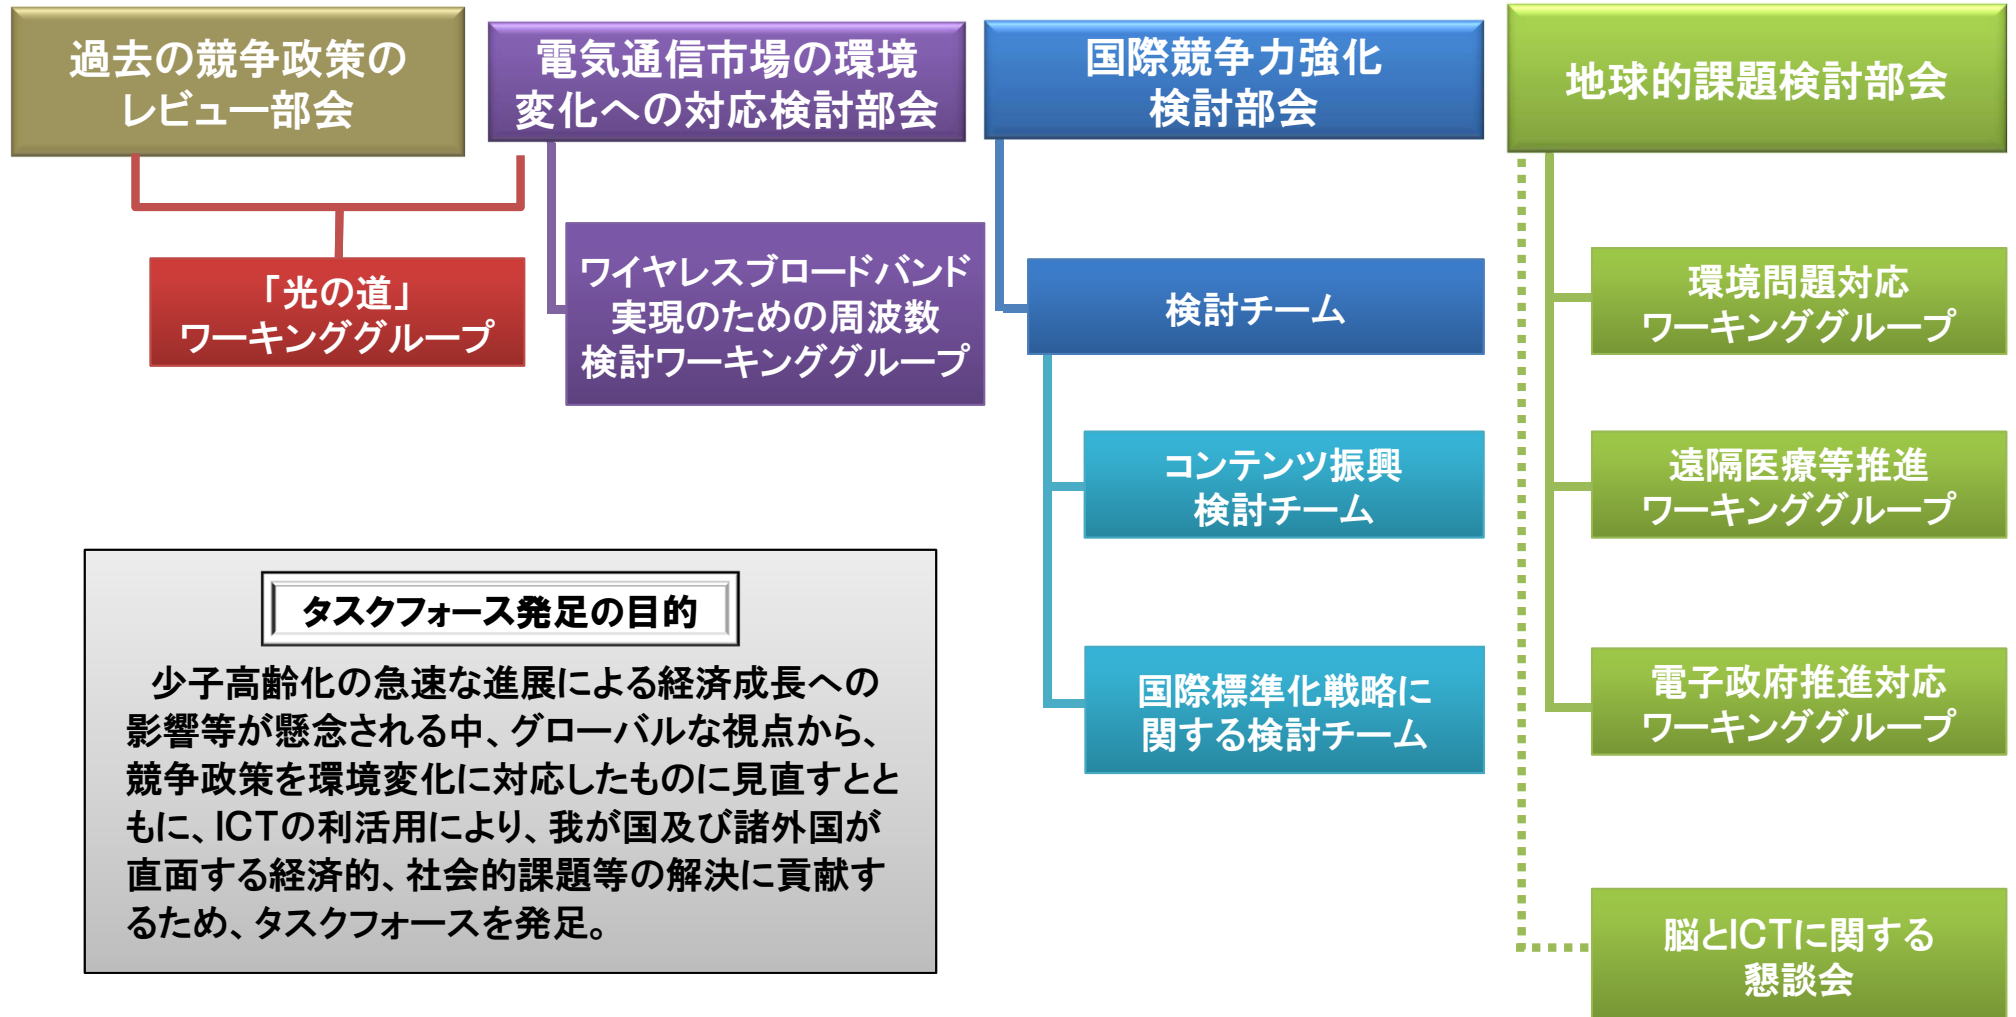 過去の競争政策の
レビュー部会
電気通信市場の環境
変化への対応検討部会
国際競争力強化
検討部会
地球的課題検討部会
「光の道」
ワーキンググループ
ワイヤレスブロードバンド
実現のための周波数
検討ワーキンググループ
検討チーム
コンテンツ振興
検討チーム
国際標準化戦略に
関する検討チーム
環境問題対応
ワーキンググループ
遠隔医療等推進
ワーキンググループ
電子政府推進対応
ワーキンググループ
脳とICTに関する
懇談会
タスクフォース発足の目的
少子高齢化の急速な進展による経済成長への
影響等が懸念される中、グローバルな視点から、
競争政策を環境変化に対応したものに見直すとと
もに、ICTの利活用により、我が国及び諸外国が
直面する経済的、社会的課題等の解決に貢献す
るため、タスクフォースを発足。